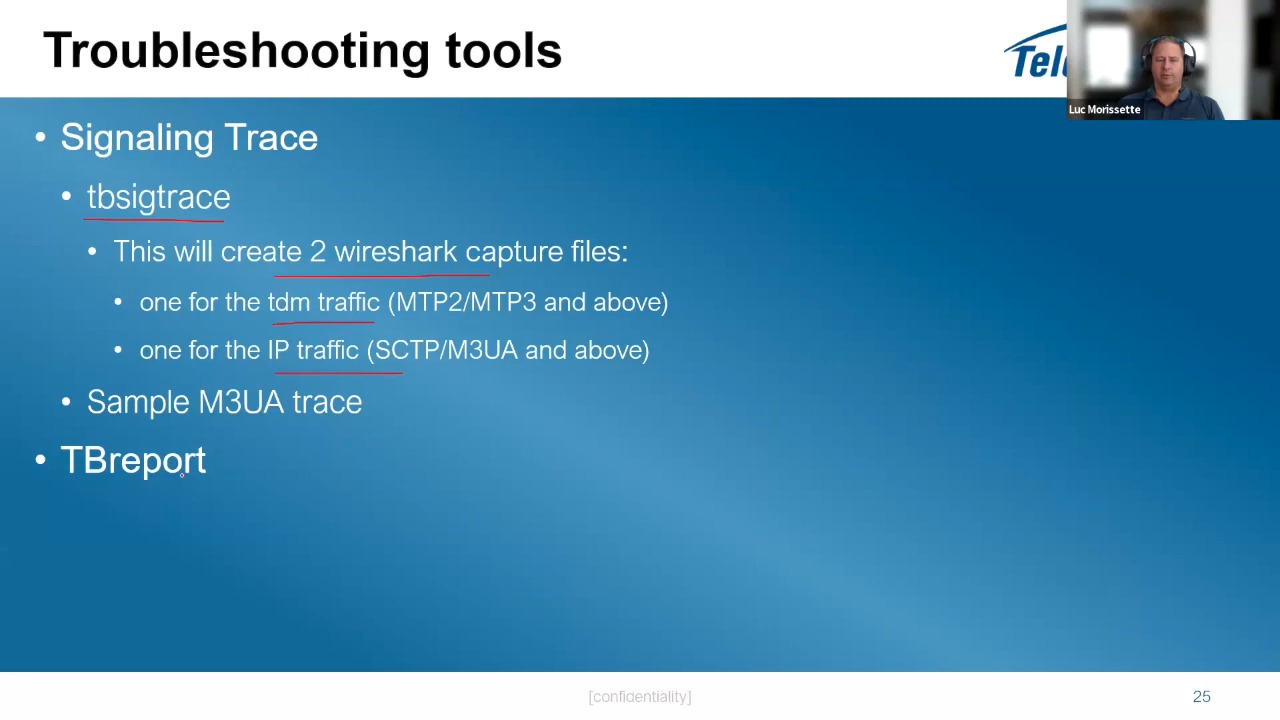 Troubleshooting tools
Luc Morissette
• Signaling Trace
• tbsigtrace
• This will create 2 wireshark capture files:
• one for the tdm traffic (MTP2/MTP3 and above)
• one for the IP traffic (SCTP/M3UA and above)
• Sample M3UA trace
• TBreport
[confidentiality]
25